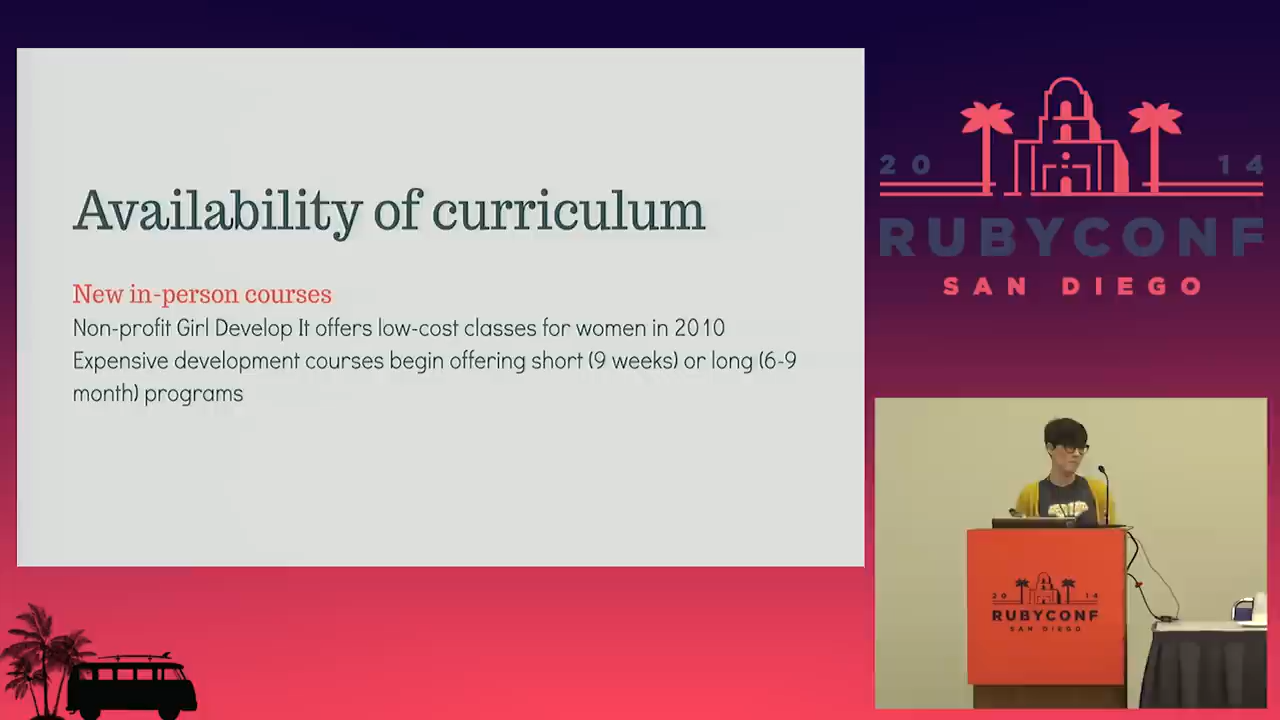 Availability of curriculum
New in-person courses
Non-profit Girl Develop It offers low-cost classes for women in 2010
Expensive development courses begin offering short (9 weeks) or long (6-9
month) programs
20 14
RUBYCONF
SAN DIEGO
20 14
RUBYCONF
SAN DIEGO